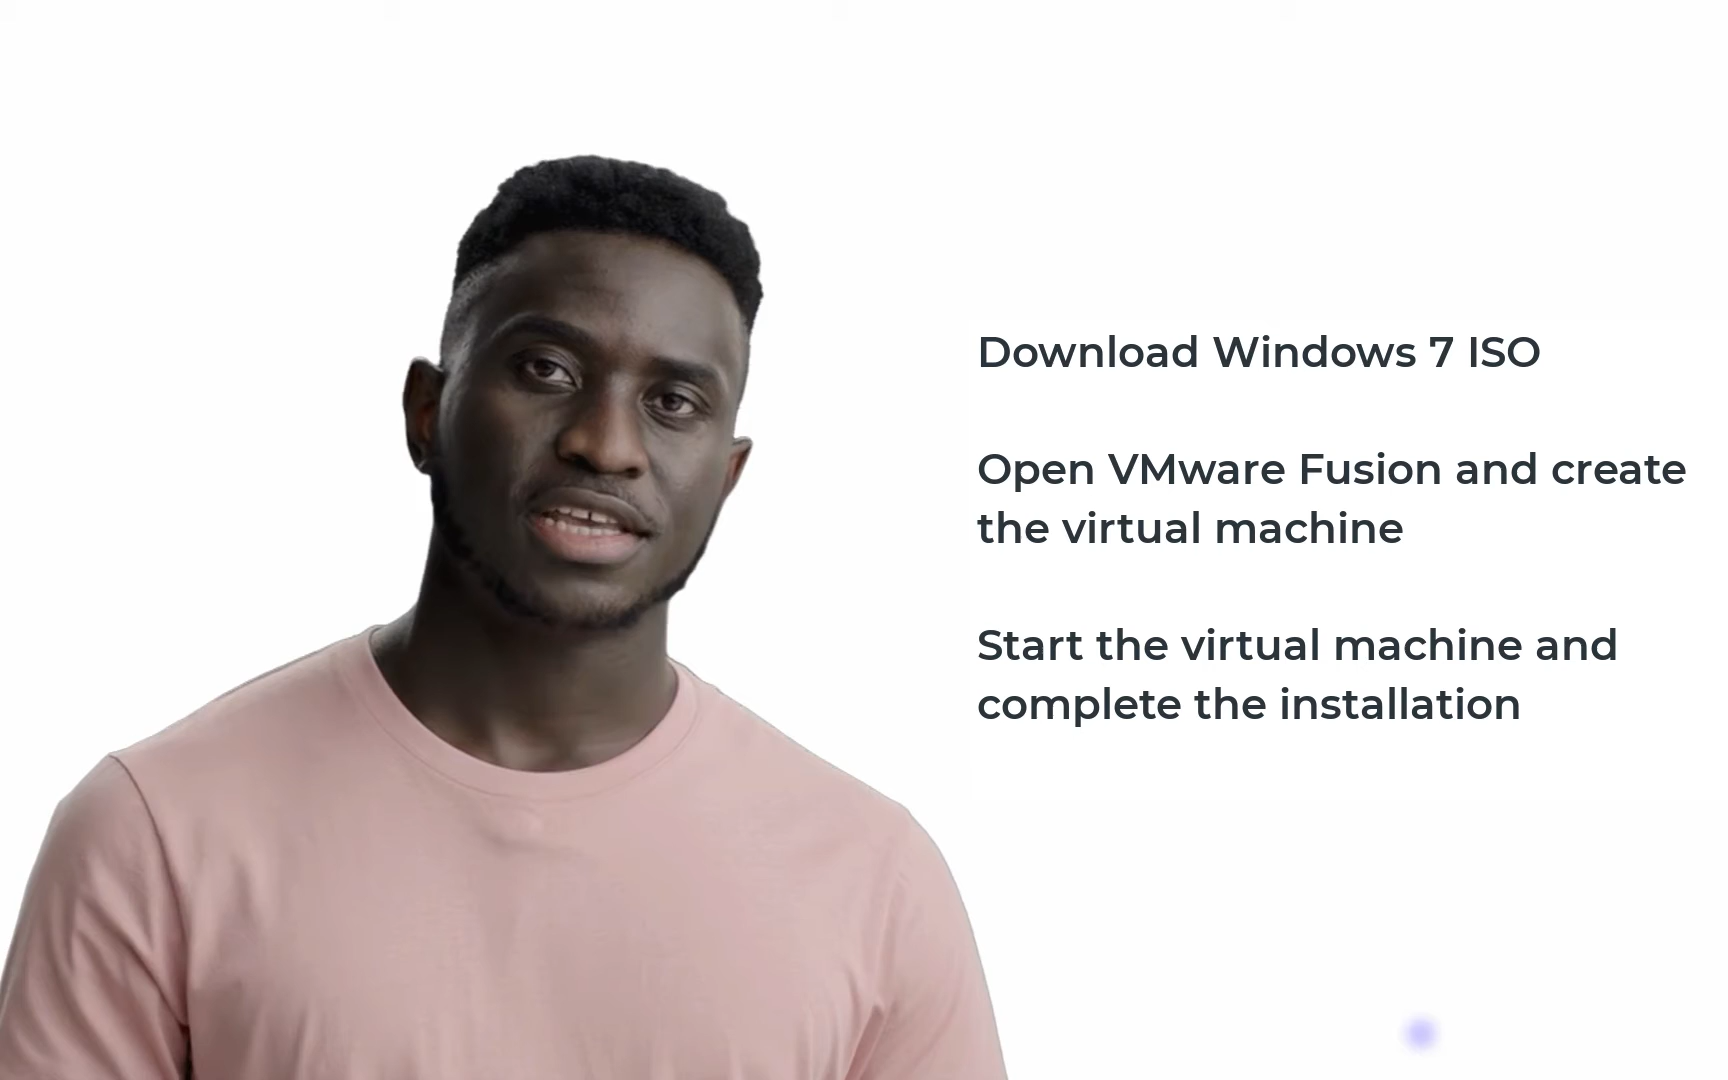 Download Windows 7 ISO
Open VMware Fusion and create
the virtual machine
Start the virtual machine and
complete the installation